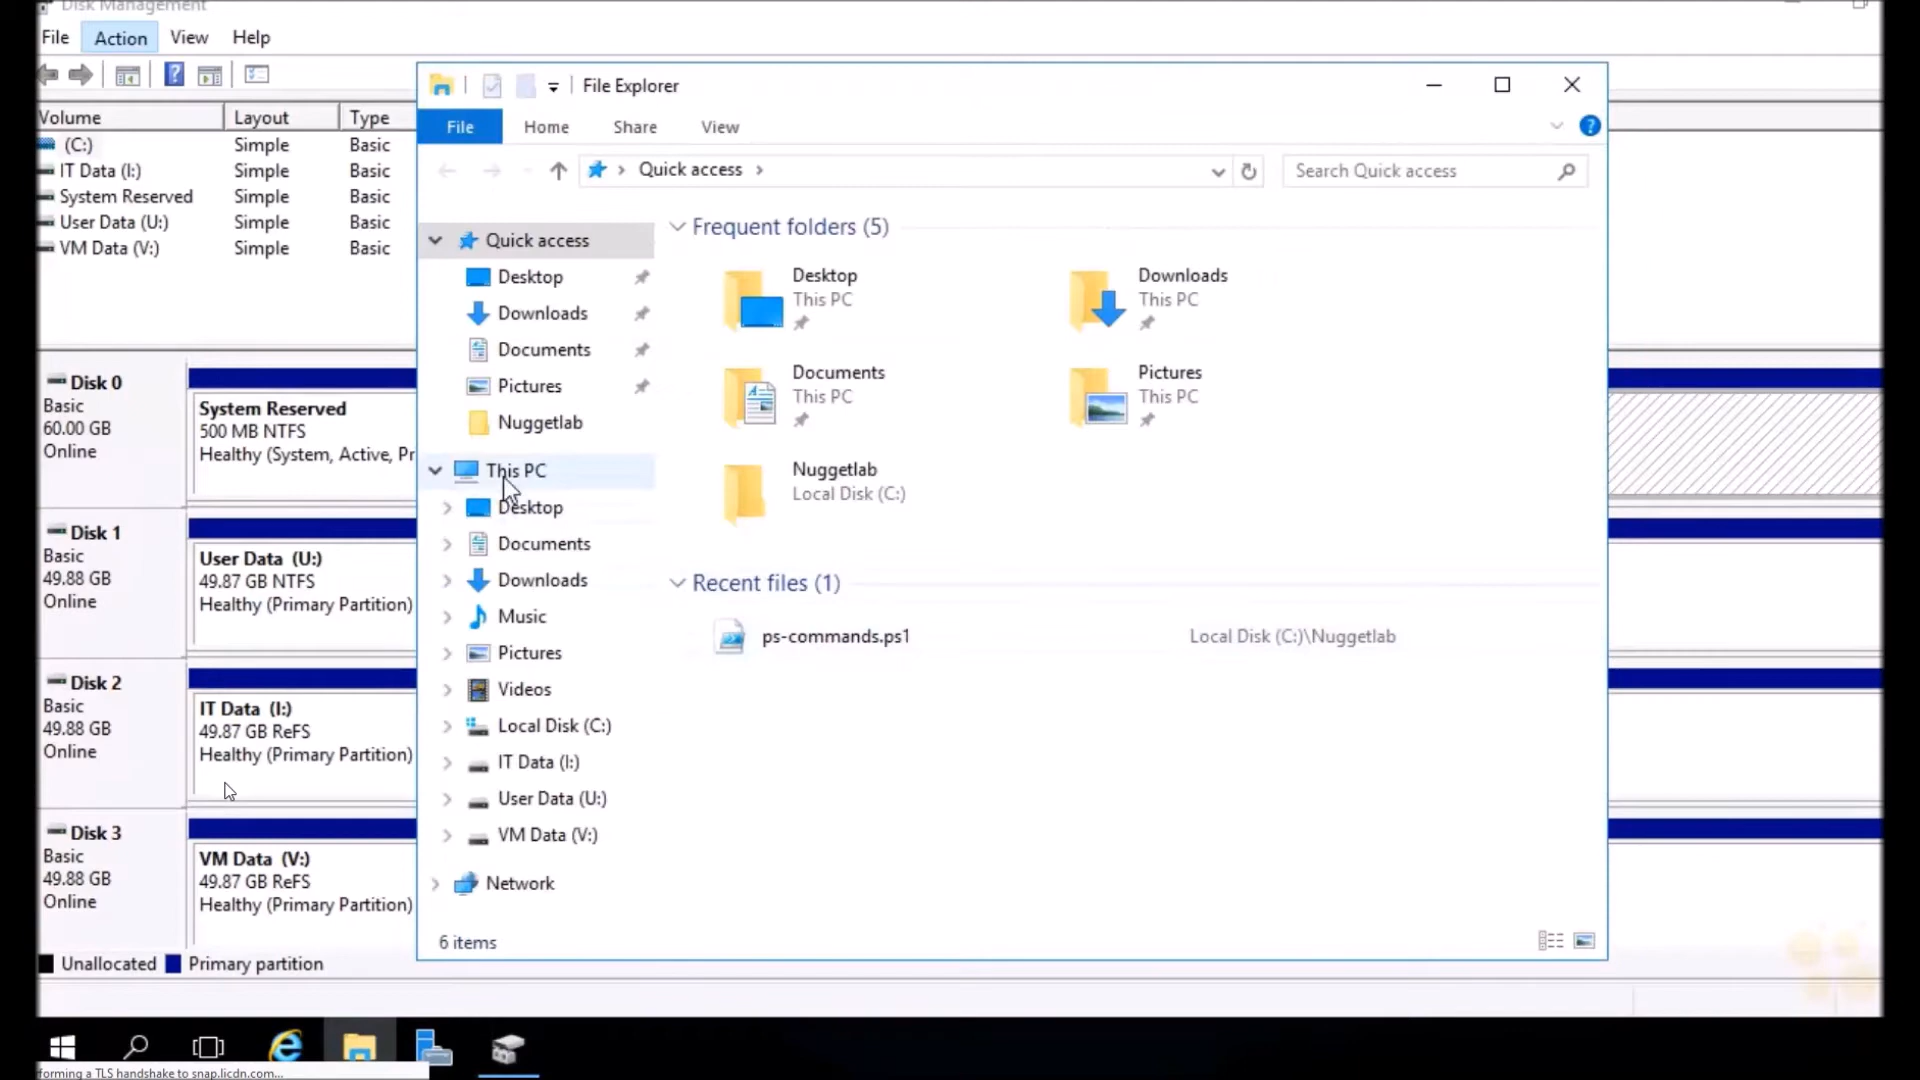 Disk Management
File Action View Help
Volume Layout Type
(C:) Simple Basic
IT Data (I:) Simple Basic
System Reserved Simple Basic
User Data (U:) Simple Basic
VM Data (V:) Simple Basic
Disk 0
Basic
60.00 GB
Online
System Reserved
500 MB NTFS
Healthy (System, Active, Pr
Disk 1
Basic
49.88 GB
Online
User Data (U:)
49.87 GB NTFS
Healthy (Primary Partition)
Disk 2
Basic
49.88 GB
Online
IT Data (I:)
49.87 GB ReFS
Healthy (Primary Partition)
Disk 3
Basic
49.88 GB
Online
VM Data (V:)
49.87 GB ReFS
Healthy (Primary Partition)
Unallocated Primary partition
File Explorer
File Home Share View
Quick access
Search Quick access
Quick access
Desktop
Downloads
Documents
Pictures
Nuggetlab
This PC
Desktop
Documents
Downloads
Music
Pictures
Videos
Local Disk (C:)
IT Data (I:)
User Data (U:)
VM Data (V:)
Network
Frequent folders (5)
Desktop
This PC
Downloads
This PC
Documents
This PC
Pictures
This PC
Nuggetlab
Local Disk (C:)
Recent files (1)
ps-commands.ps1 Local Disk (C:)\Nuggetlab
6 items
forming a TLS handshake to snap.licdn.com...